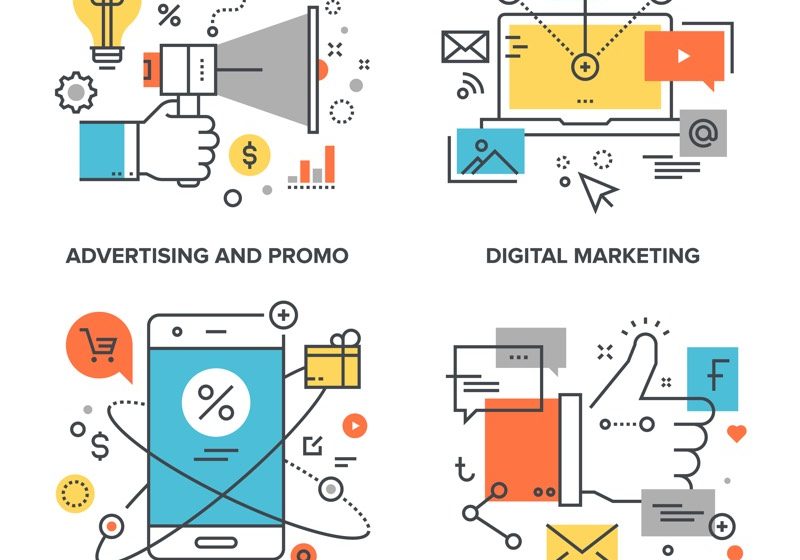 %
$
ADVERTISING AND PROMO
@
DIGITAL MARKETING
%
$
f
t